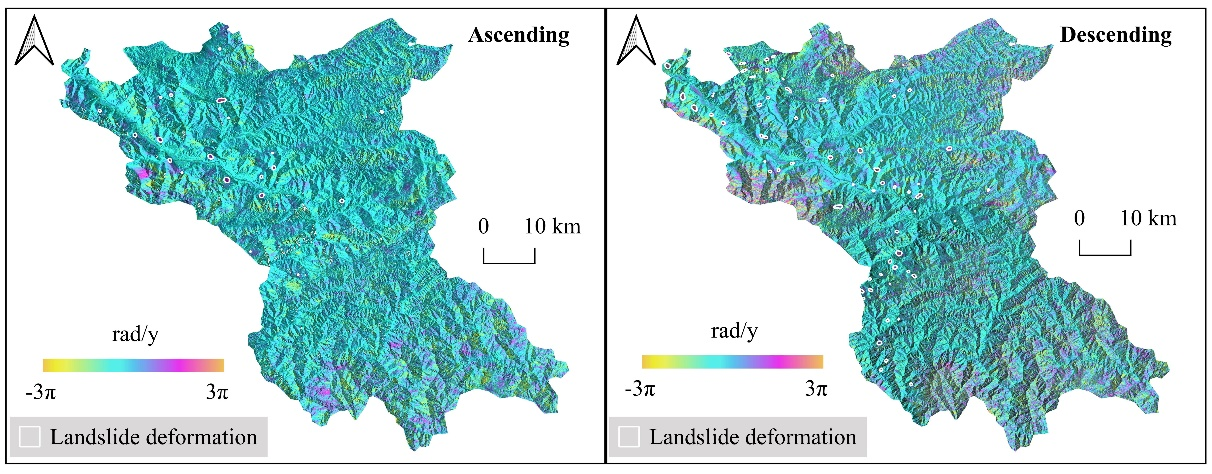 Ascending
0 10 km
rad/y
-3π 3π
Landslide deformation
Descending
0 10 km
rad/y
-3π 3π
Landslide deformation